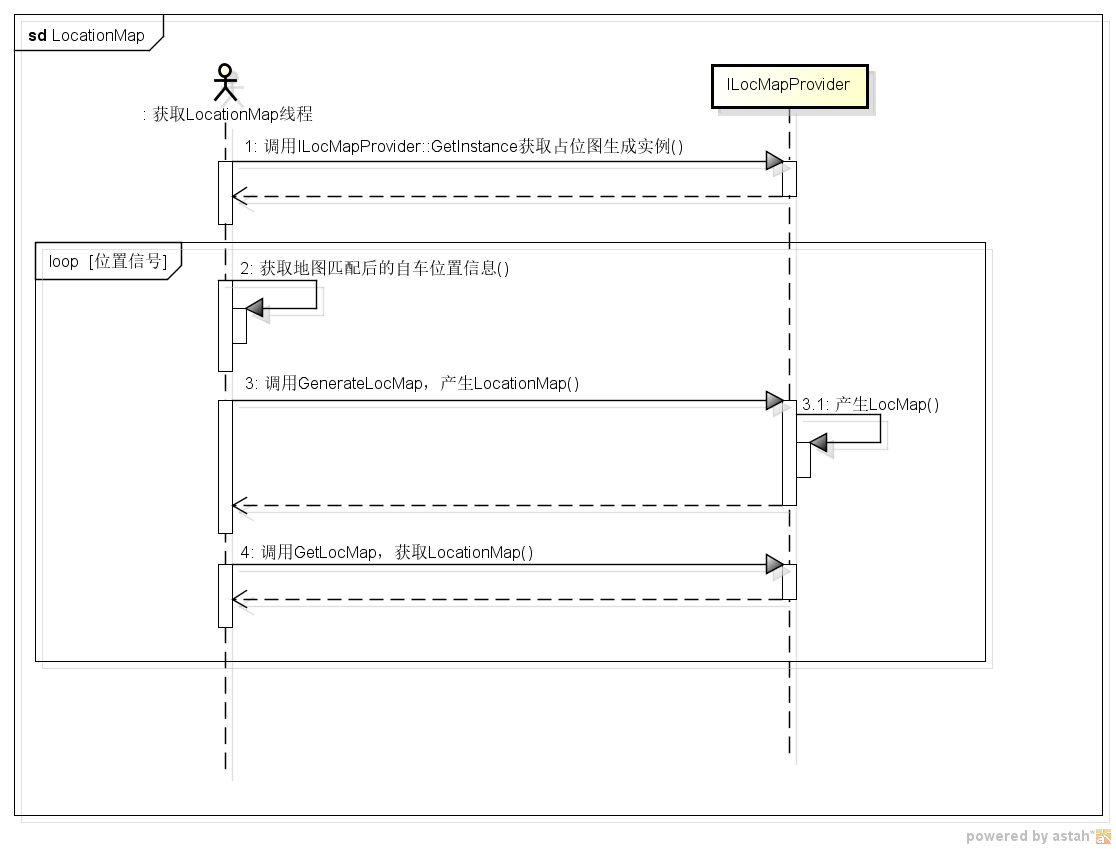 sd LocationMap
ILocMapProvider
: 获取LocationMap线程
1: 调用ILocMapProvider::GetInstance获取占位图生成实例()
loop [位置信号]
2: 获取地图匹配后的自车位置信息()
3: 调用GenerateLocMap，产生LocationMap()
3.1: 产生LocMap()
4: 调用GetLocMap，获取LocationMap()
powered by astah*